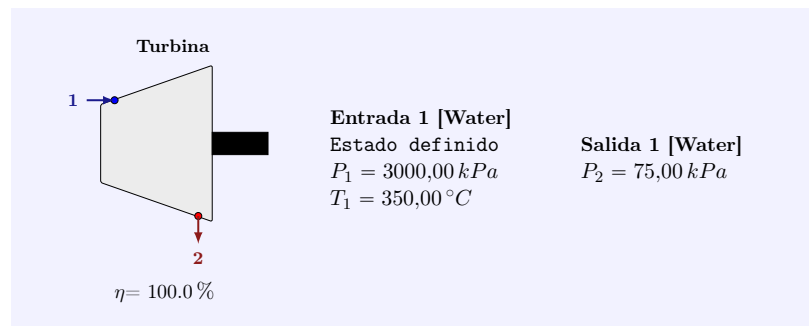 Turbina
1
2
η= 100.0 %
Entrada 1 [Water]
Estado definido
P₁ = 3000,00 kPa
T₁ = 350,00 °C
Salida 1 [Water]
P₂ = 75,00 kPa